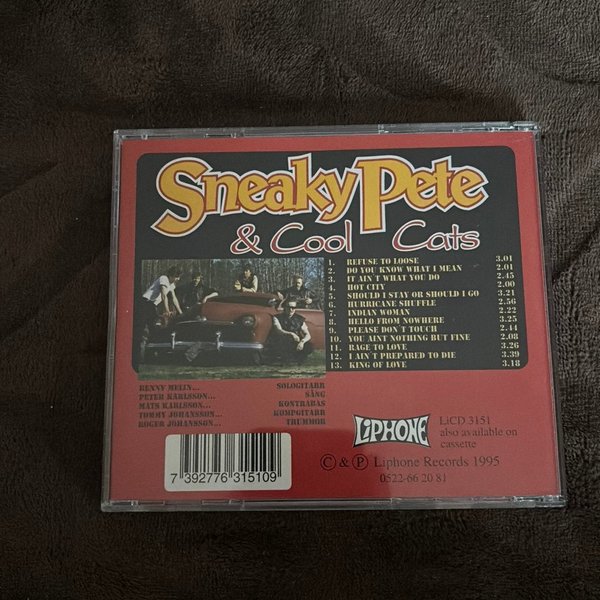 Sneaky Pete
& Cool Cats
1. REFUSE TO LOOSE 3.01
2. DO YOU KNOW WHAT I MEAN 2.01
3. IT AIN´T WHAT YOU DO 2.45
4. HOT CITY 2.00
5. SHOULD I STAY OR SHOULD I GO 3.21
6. HURRICANE SHUFFLE 2.56
7. INDIAN WOMAN 2.22
8. HELLO FROM NOWHERE 3.25
9. PLEASE DON´T TOUCH 2.44
10. YOU AINT NOTHING BUT FINE 2.08
11. RAGE TO LOVE 3.26
12. I AIN´T PREPARED TO DIE 3.39
13. KING OF LOVE 3.18
BENNY MELIN... SOLOGITARR
PETER KARLSSON... SÅNG
MATS KARLSSON... KONTRABAS
TOMMY JOHANSSON... KOMPGITARR
ROGER JOHANSSON... TRUMMOR
LiPHONE
LiCD 3151
also available on
cassette
© & Ⓟ Liphone Records 1995
0522-66 20 81
7 392776 315109